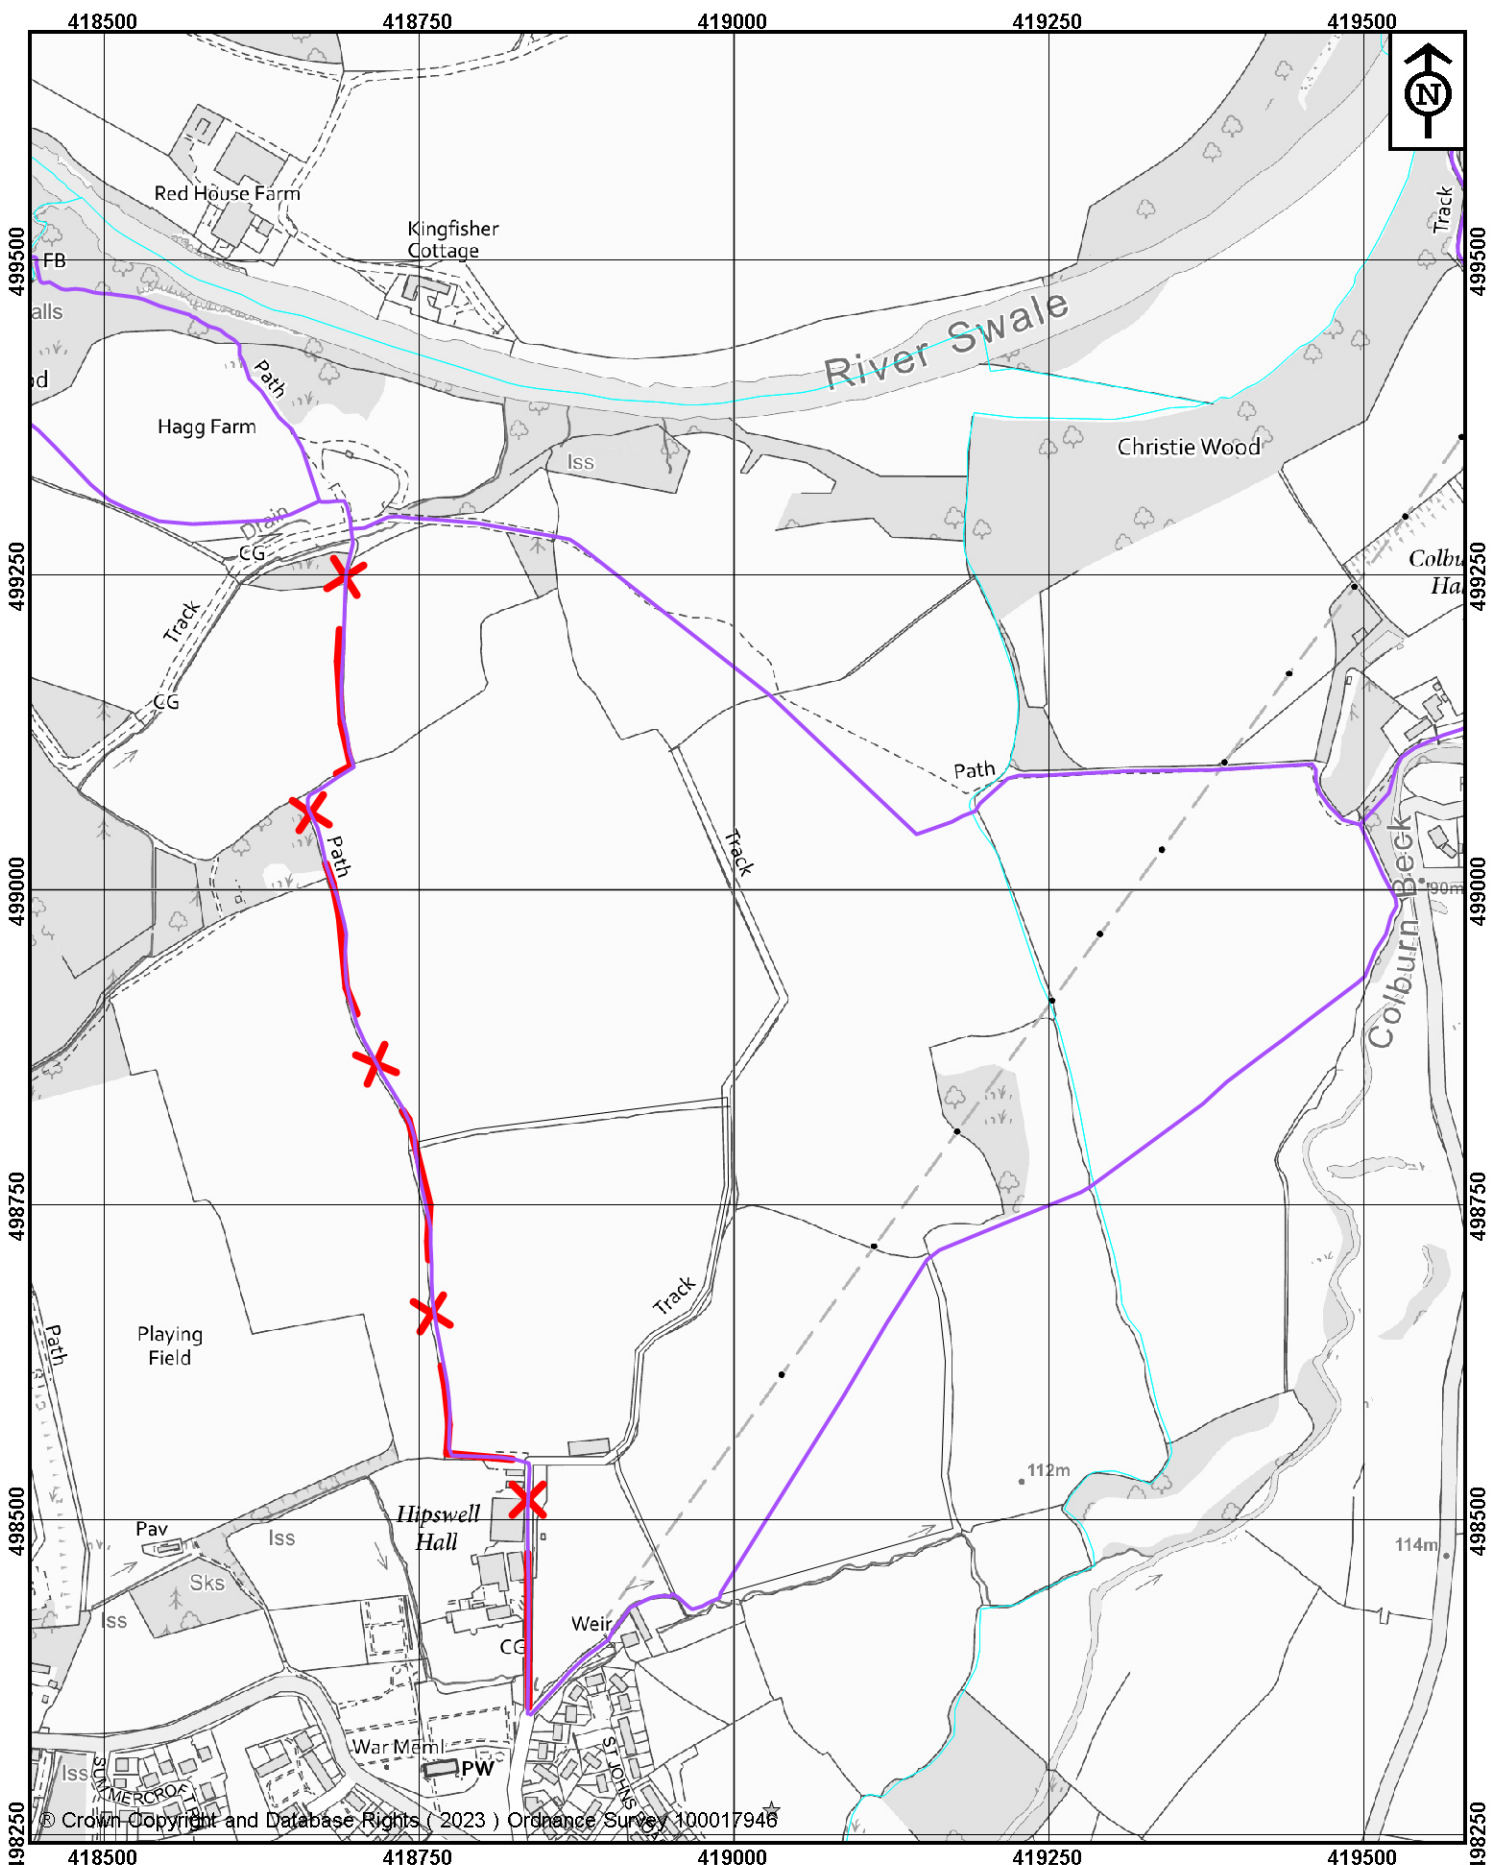 418500 418750 419000 419250 419500
N
Red House Farm
Kingfisher
Cottage
Track
499500 FB 499500
alls
River Swale
Path
Hagg Farm
Christie Wood
Iss
Drain
CG
499250 499250
Colbu
Ha
Track
CG
Path
Path
Track
Colburn Beck
499000 90m 499000
498750 498750
Track
Path
Playing
Field
112m
Hipswell
Hall
498500 498500
Pav
Iss
114m
Sks
Iss
Weir
CG
War Meml
PW
Iss
SUMMERCROFT
ST JOHNS
498250 498250
© Crown Copyright and Database Rights ( 2023 ) Ordnance Survey 100017946
418500 418750 419000 419250 419500